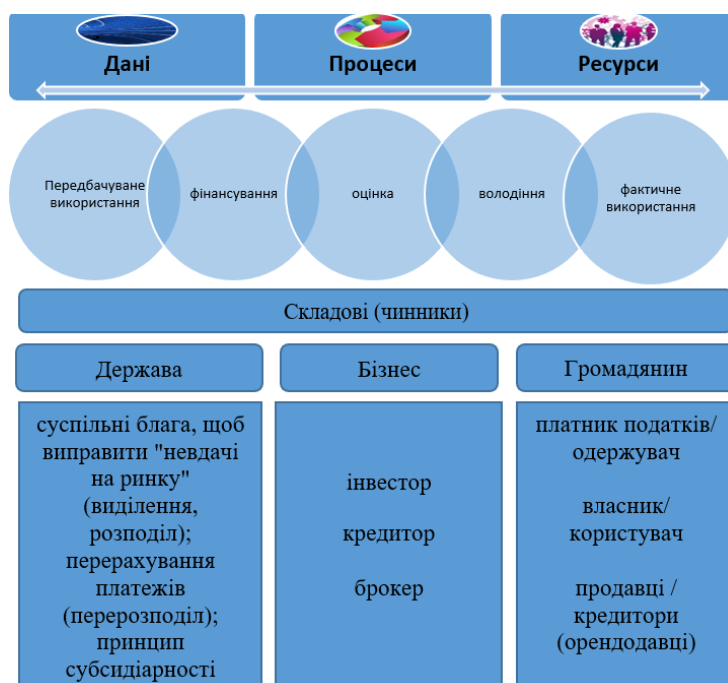 Дані
Процеси
Ресурси
Передбачуване
використання
фінансування
оцінка
володіння
фактичне
використання
Складові (чинники)
Держава
Бізнес
Громадянин
суспільні блага, щоб
виправити "невдачі
на ринку"
(виділення,
розподіл);
перерахування
платежів
(перерозподіл);
принцип
субсидіарності
інвестор
кредитор
брокер
платник податків/
одержувач
власник/
користувач
продавці /
кредитори
(орендодавці)